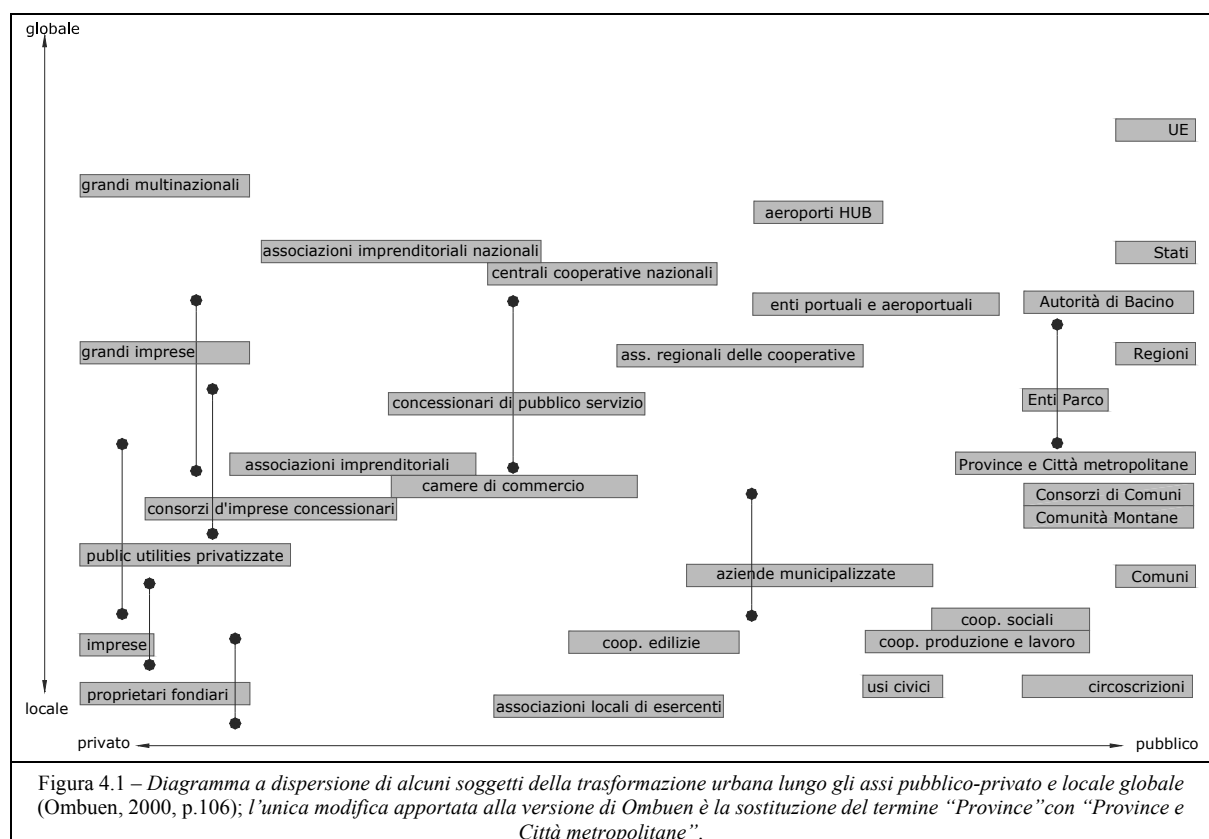 globale
UE
grandi multinazionali
aeroporti HUB
associazioni imprenditoriali nazionali
Stati
centrali cooperative nazionali
enti portuali e aeroportuali
Autorità di Bacino
grandi imprese
ass. regionali delle cooperative
Regioni
concessionari di pubblico servizio
Enti Parco
associazioni imprenditoriali
Province e Città metropolitane
camere di commercio
Consorzi di Comuni
consorzi d'imprese concessionari
Comunità Montane
public utilities privatizzate
aziende municipalizzate
Comuni
coop. sociali
imprese
coop. edilizie
coop. produzione e lavoro
proprietari fondiari
usi civici
circoscrizioni
locale
associazioni locali di esercenti
privato
pubblico
Figura 4.1 – Diagramma a dispersione di alcuni soggetti della trasformazione urbana lungo gli assi pubblico-privato e locale globale
(Ombuen, 2000, p.106); l'unica modifica apportata alla versione di Ombuen è la sostituzione del termine “Province”con “Province e
Città metropolitane”.